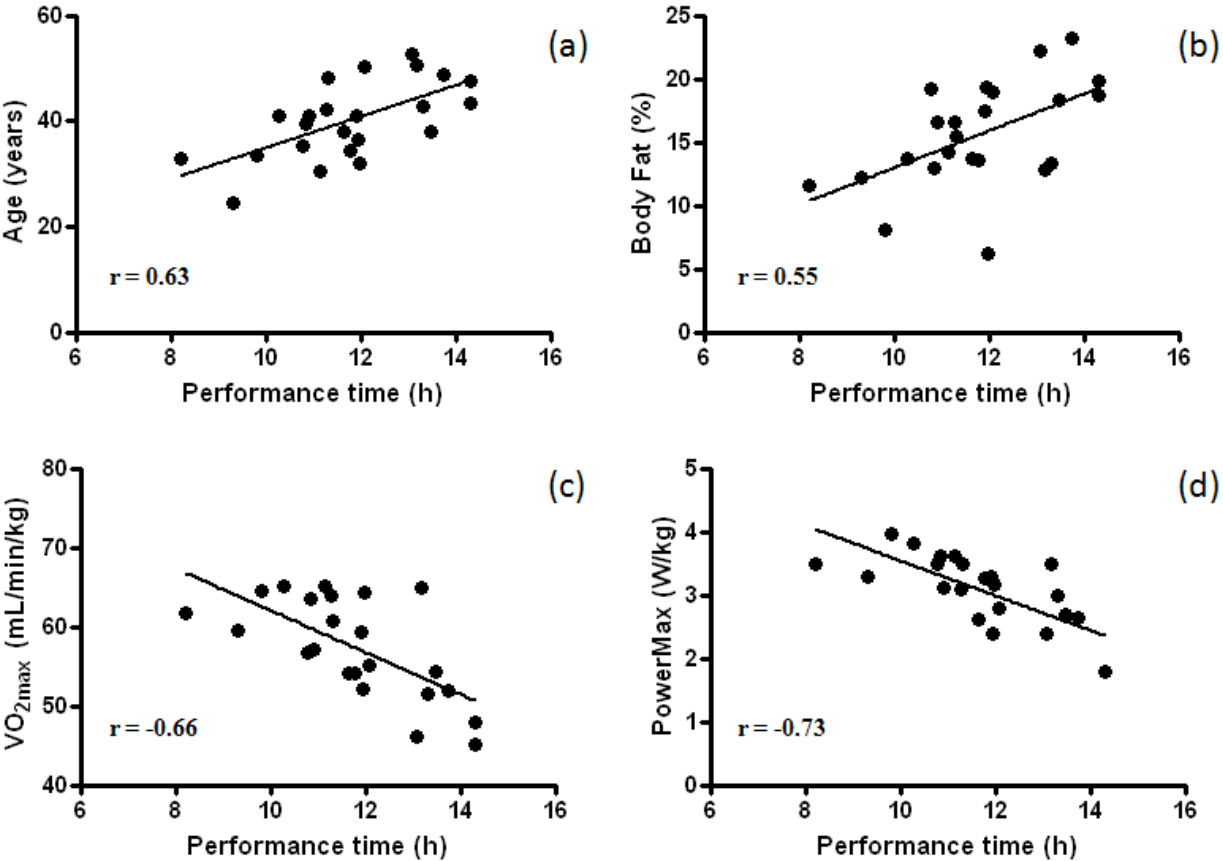 (a)
Age (years)
60
40
20
0
r = 0.63
6 8 10 12 14 16
Performance time (h)
(b)
Body Fat (%)
25
20
15
10
5
0
r = 0.55
6 8 10 12 14 16
Performance time (h)
(c)
VO2max (mL/min/kg)
80
70
60
50
40
r = -0.66
6 8 10 12 14 16
Performance time (h)
(d)
PowerMax (W/kg)
5
4
3
2
1
0
r = -0.73
6 8 10 12 14 16
Performance time (h)